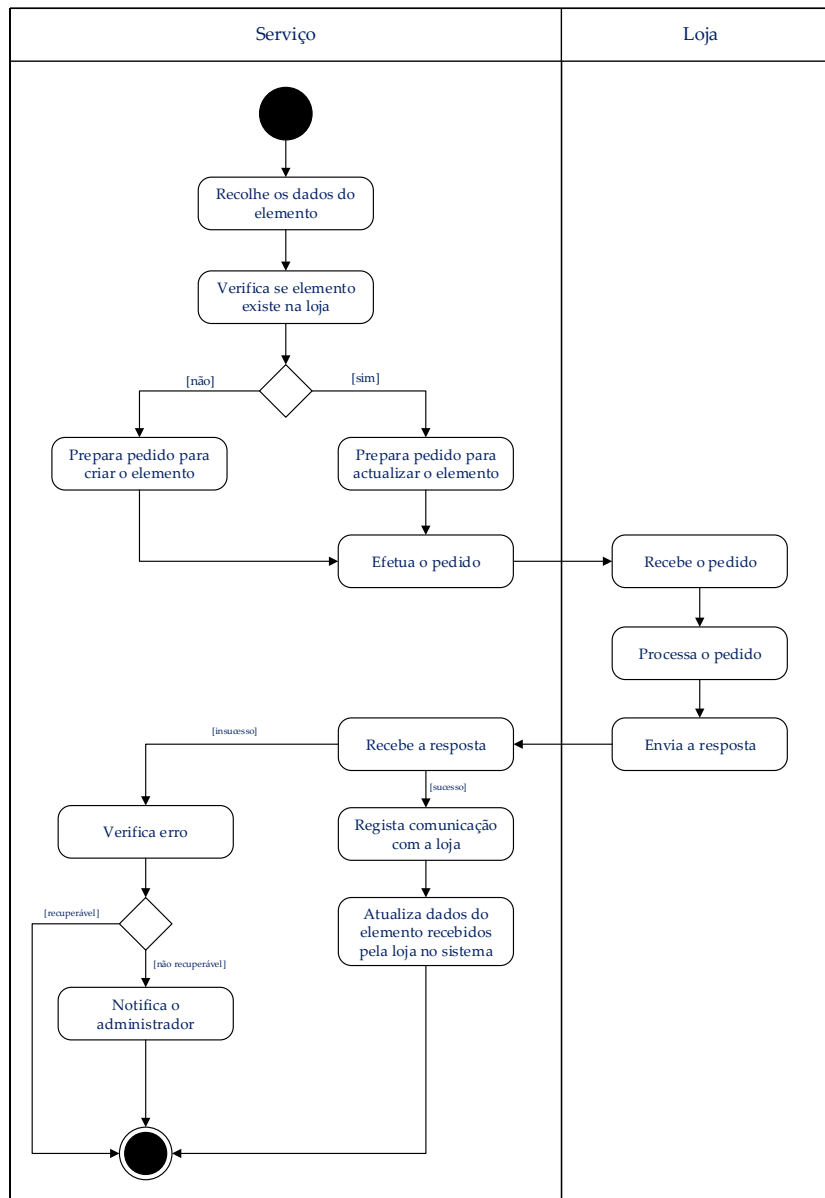 Serviço
Loja
Recolhe os dados do
elemento
Verifica se elemento
existe na loja
[não]
[sim]
Prepara pedido para
criar o elemento
Prepara pedido para
actualizar o elemento
Efetua o pedido
Recebe o pedido
Processa o pedido
[insucesso]
Recebe a resposta
Envia a resposta
[sucesso]
Verifica erro
Regista comunicação
com a loja
[recuperável]
Atualiza dados do
elemento recebidos
pela loja no sistema
[não recuperável]
Notifica o
administrador